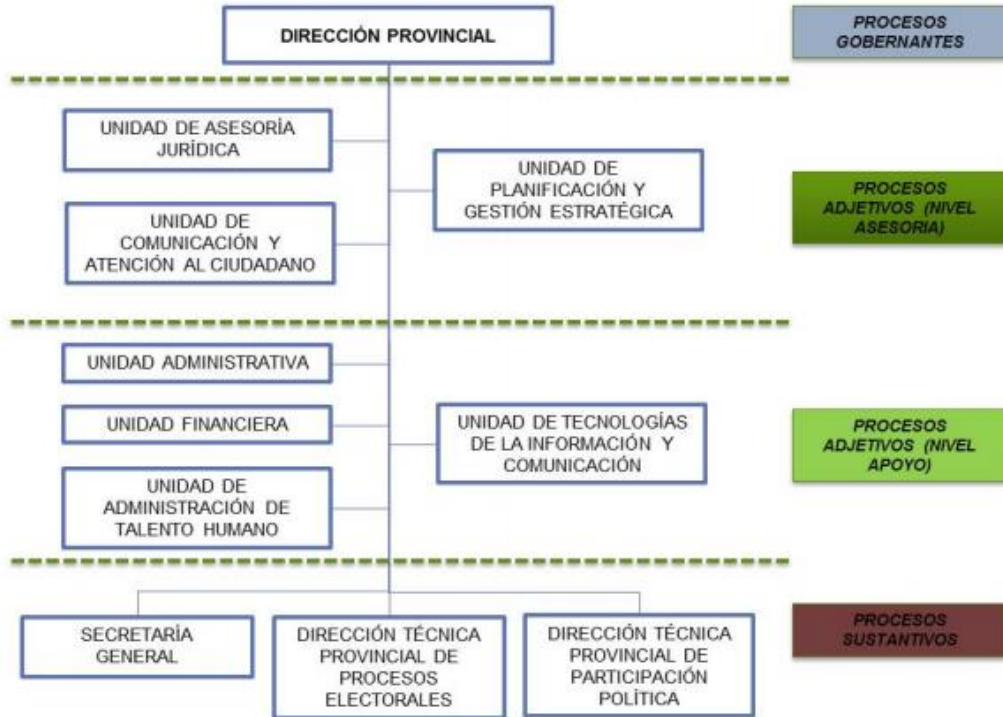 DIRECCIÓN PROVINCIAL
PROCESOS
GOBERNANTES
UNIDAD DE ASESORÍA
JURÍDICA
UNIDAD DE
PLANIFICACIÓN Y
GESTIÓN ESTRATÉGICA
UNIDAD DE
COMUNICACIÓN Y
ATENCIÓN AL CIUDADANO
PROCESOS
ADJETIVOS (NIVEL
ASESORIA)
UNIDAD ADMINISTRATIVA
UNIDAD FINANCIERA
UNIDAD DE
ADMINISTRACIÓN DE
TALENTO HUMANO
UNIDAD DE TECNOLOGÍAS
DE LA INFORMACIÓN Y
COMUNICACIÓN
PROCESOS
ADJETIVOS (NIVEL
APOYO)
SECRETARÍA
GENERAL
DIRECCIÓN TÉCNICA
PROVINCIAL DE
PROCESOS
ELECTORALES
DIRECCIÓN TÉCNICA
PROVINCIAL DE
PARTICIPACIÓN
POLÍTICA
PROCESOS
SUSTANTIVOS